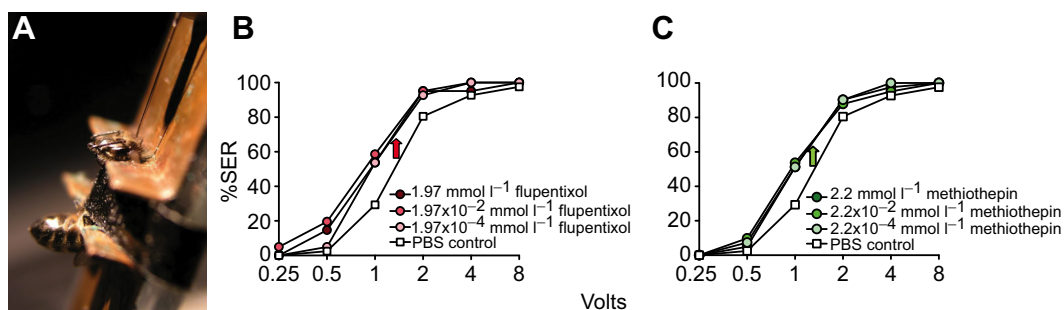 A
B
%SER
100
80
60
40
20
0
0.25 0.5 1 2 4 8
1.97 mmol l⁻¹ flupentixol
1.97x10⁻² mmol l⁻¹ flupentixol
1.97x10⁻⁴ mmol l⁻¹ flupentixol
PBS control
C
100
80
60
40
20
0
0.25 0.5 1 2 4 8
2.2 mmol l⁻¹ methiothepin
2.2x10⁻² mmol l⁻¹ methiothepin
2.2x10⁻⁴ mmol l⁻¹ methiothepin
PBS control
Volts